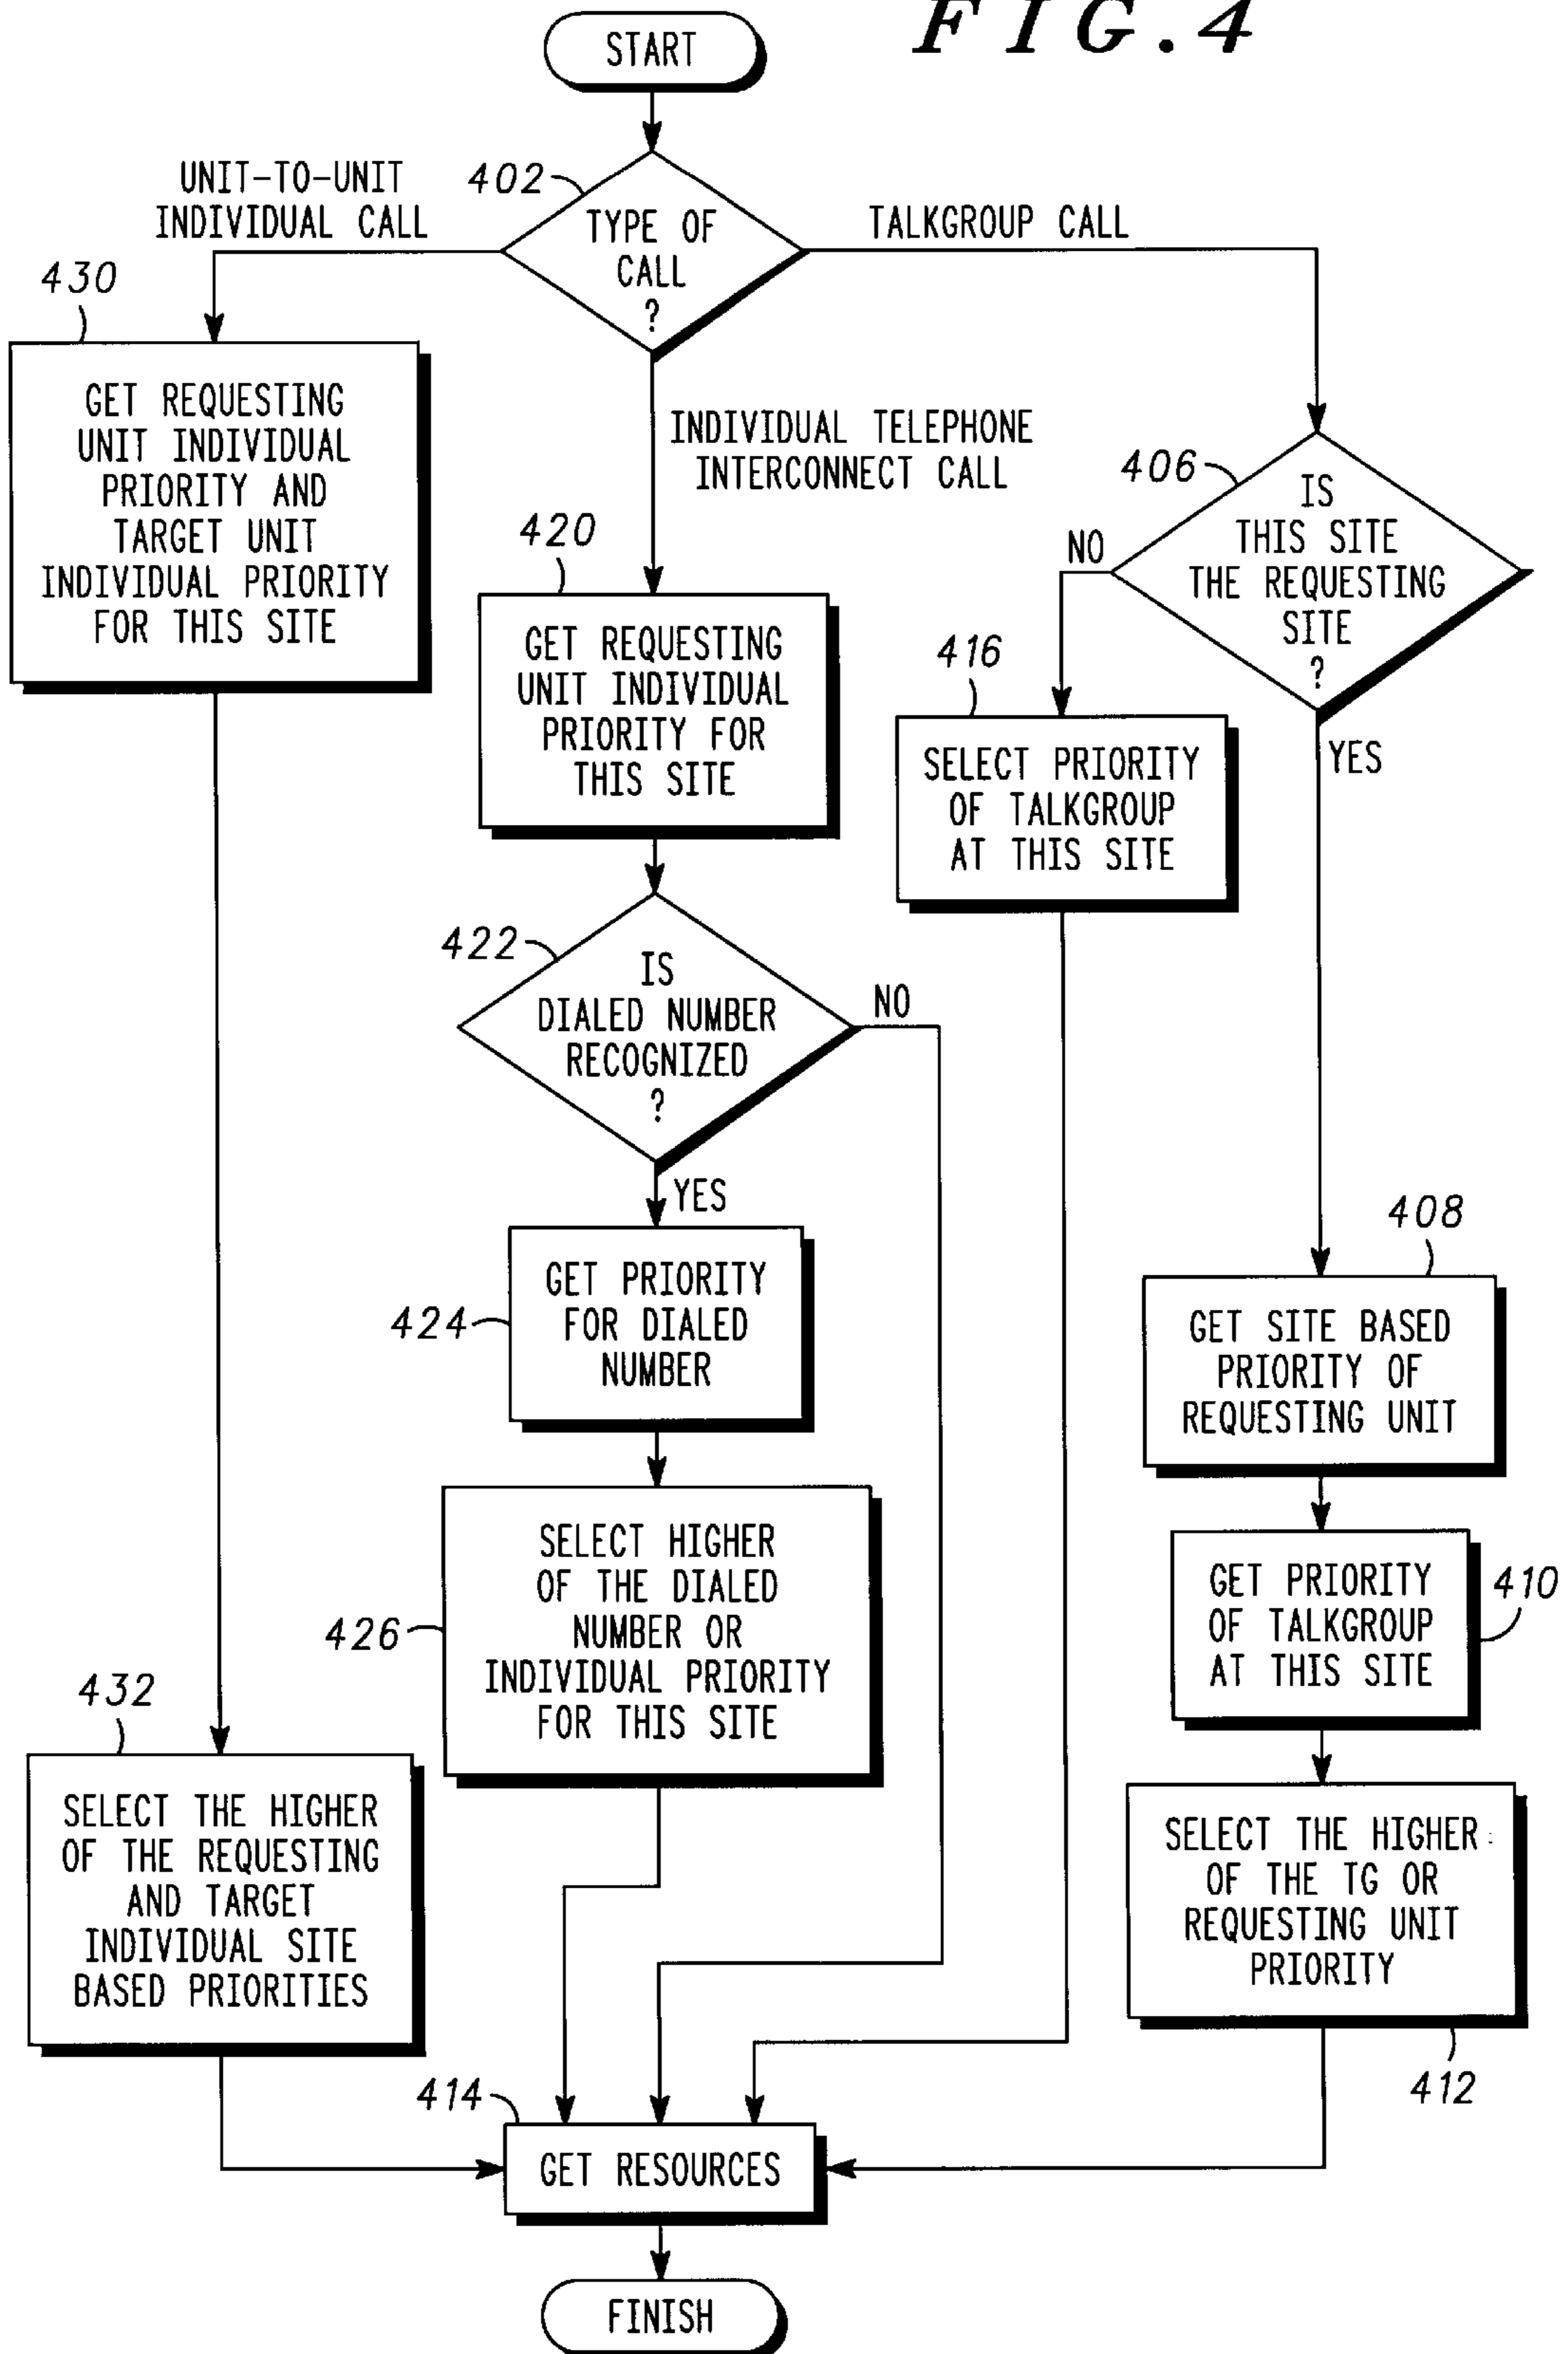 FIG.4
START
402
TYPE OF
CALL
?
UNIT-TO-UNIT
INDIVIDUAL CALL
TALKGROUP CALL
430
GET REQUESTING
UNIT INDIVIDUAL
PRIORITY AND
TARGET UNIT
INDIVIDUAL PRIORITY
FOR THIS SITE
INDIVIDUAL TELEPHONE
INTERCONNECT CALL
406
IS
THIS SITE
THE REQUESTING
SITE
?
NO
YES
420
GET REQUESTING
UNIT INDIVIDUAL
PRIORITY FOR
THIS SITE
416
SELECT PRIORITY
OF TALKGROUP
AT THIS SITE
422
IS
DIALED NUMBER
RECOGNIZED
?
NO
YES
424
GET PRIORITY
FOR DIALED
NUMBER
408
GET SITE BASED
PRIORITY OF
REQUESTING UNIT
426
SELECT HIGHER
OF THE DIALED
NUMBER OR
INDIVIDUAL PRIORITY
FOR THIS SITE
410
GET PRIORITY
OF TALKGROUP
AT THIS SITE
432
SELECT THE HIGHER
OF THE REQUESTING
AND TARGET
INDIVIDUAL SITE
BASED PRIORITIES
SELECT THE HIGHER
OF THE TG OR
REQUESTING UNIT
PRIORITY
412
414
GET RESOURCES
FINISH